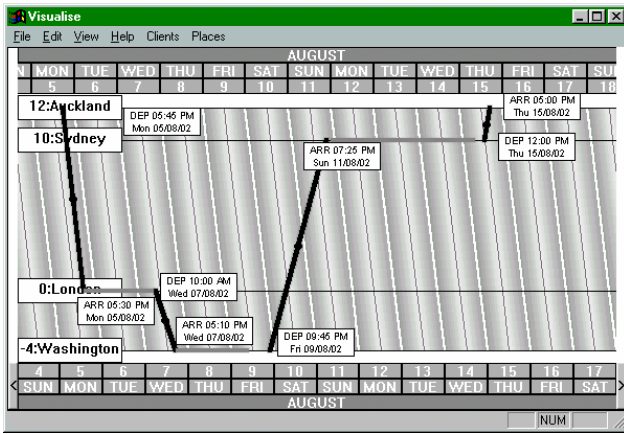 Visualise
File Edit View Help Clients Places
AUGUST
N MON TUE WED THU FRI SAT SUN MON TUE WED THU FRI SAT SUN
5 6 7 8 9 10 11 12 13 14 15 16 17 18
12:Auckland
DEP 05:45 PM
Mon 05/08/02
ARR 05:00 PM
Thu 15/08/02
10:Sydney
ARR 07:25 PM
Sun 11/08/02
DEP 12:00 PM
Thu 15/08/02
0:London
ARR 05:30 PM
Mon 05/08/02
DEP 10:00 AM
Wed 07/08/02
ARR 05:10 PM
Wed 07/08/02
-4:Washington
DEP 09:45 PM
Fri 09/08/02
4 5 6 7 8 9 10 11 12 13 14 15 16 17
SUN MON TUE WED THU FRI SAT SUN MON TUE WED THU FRI SAT
AUGUST
NUM